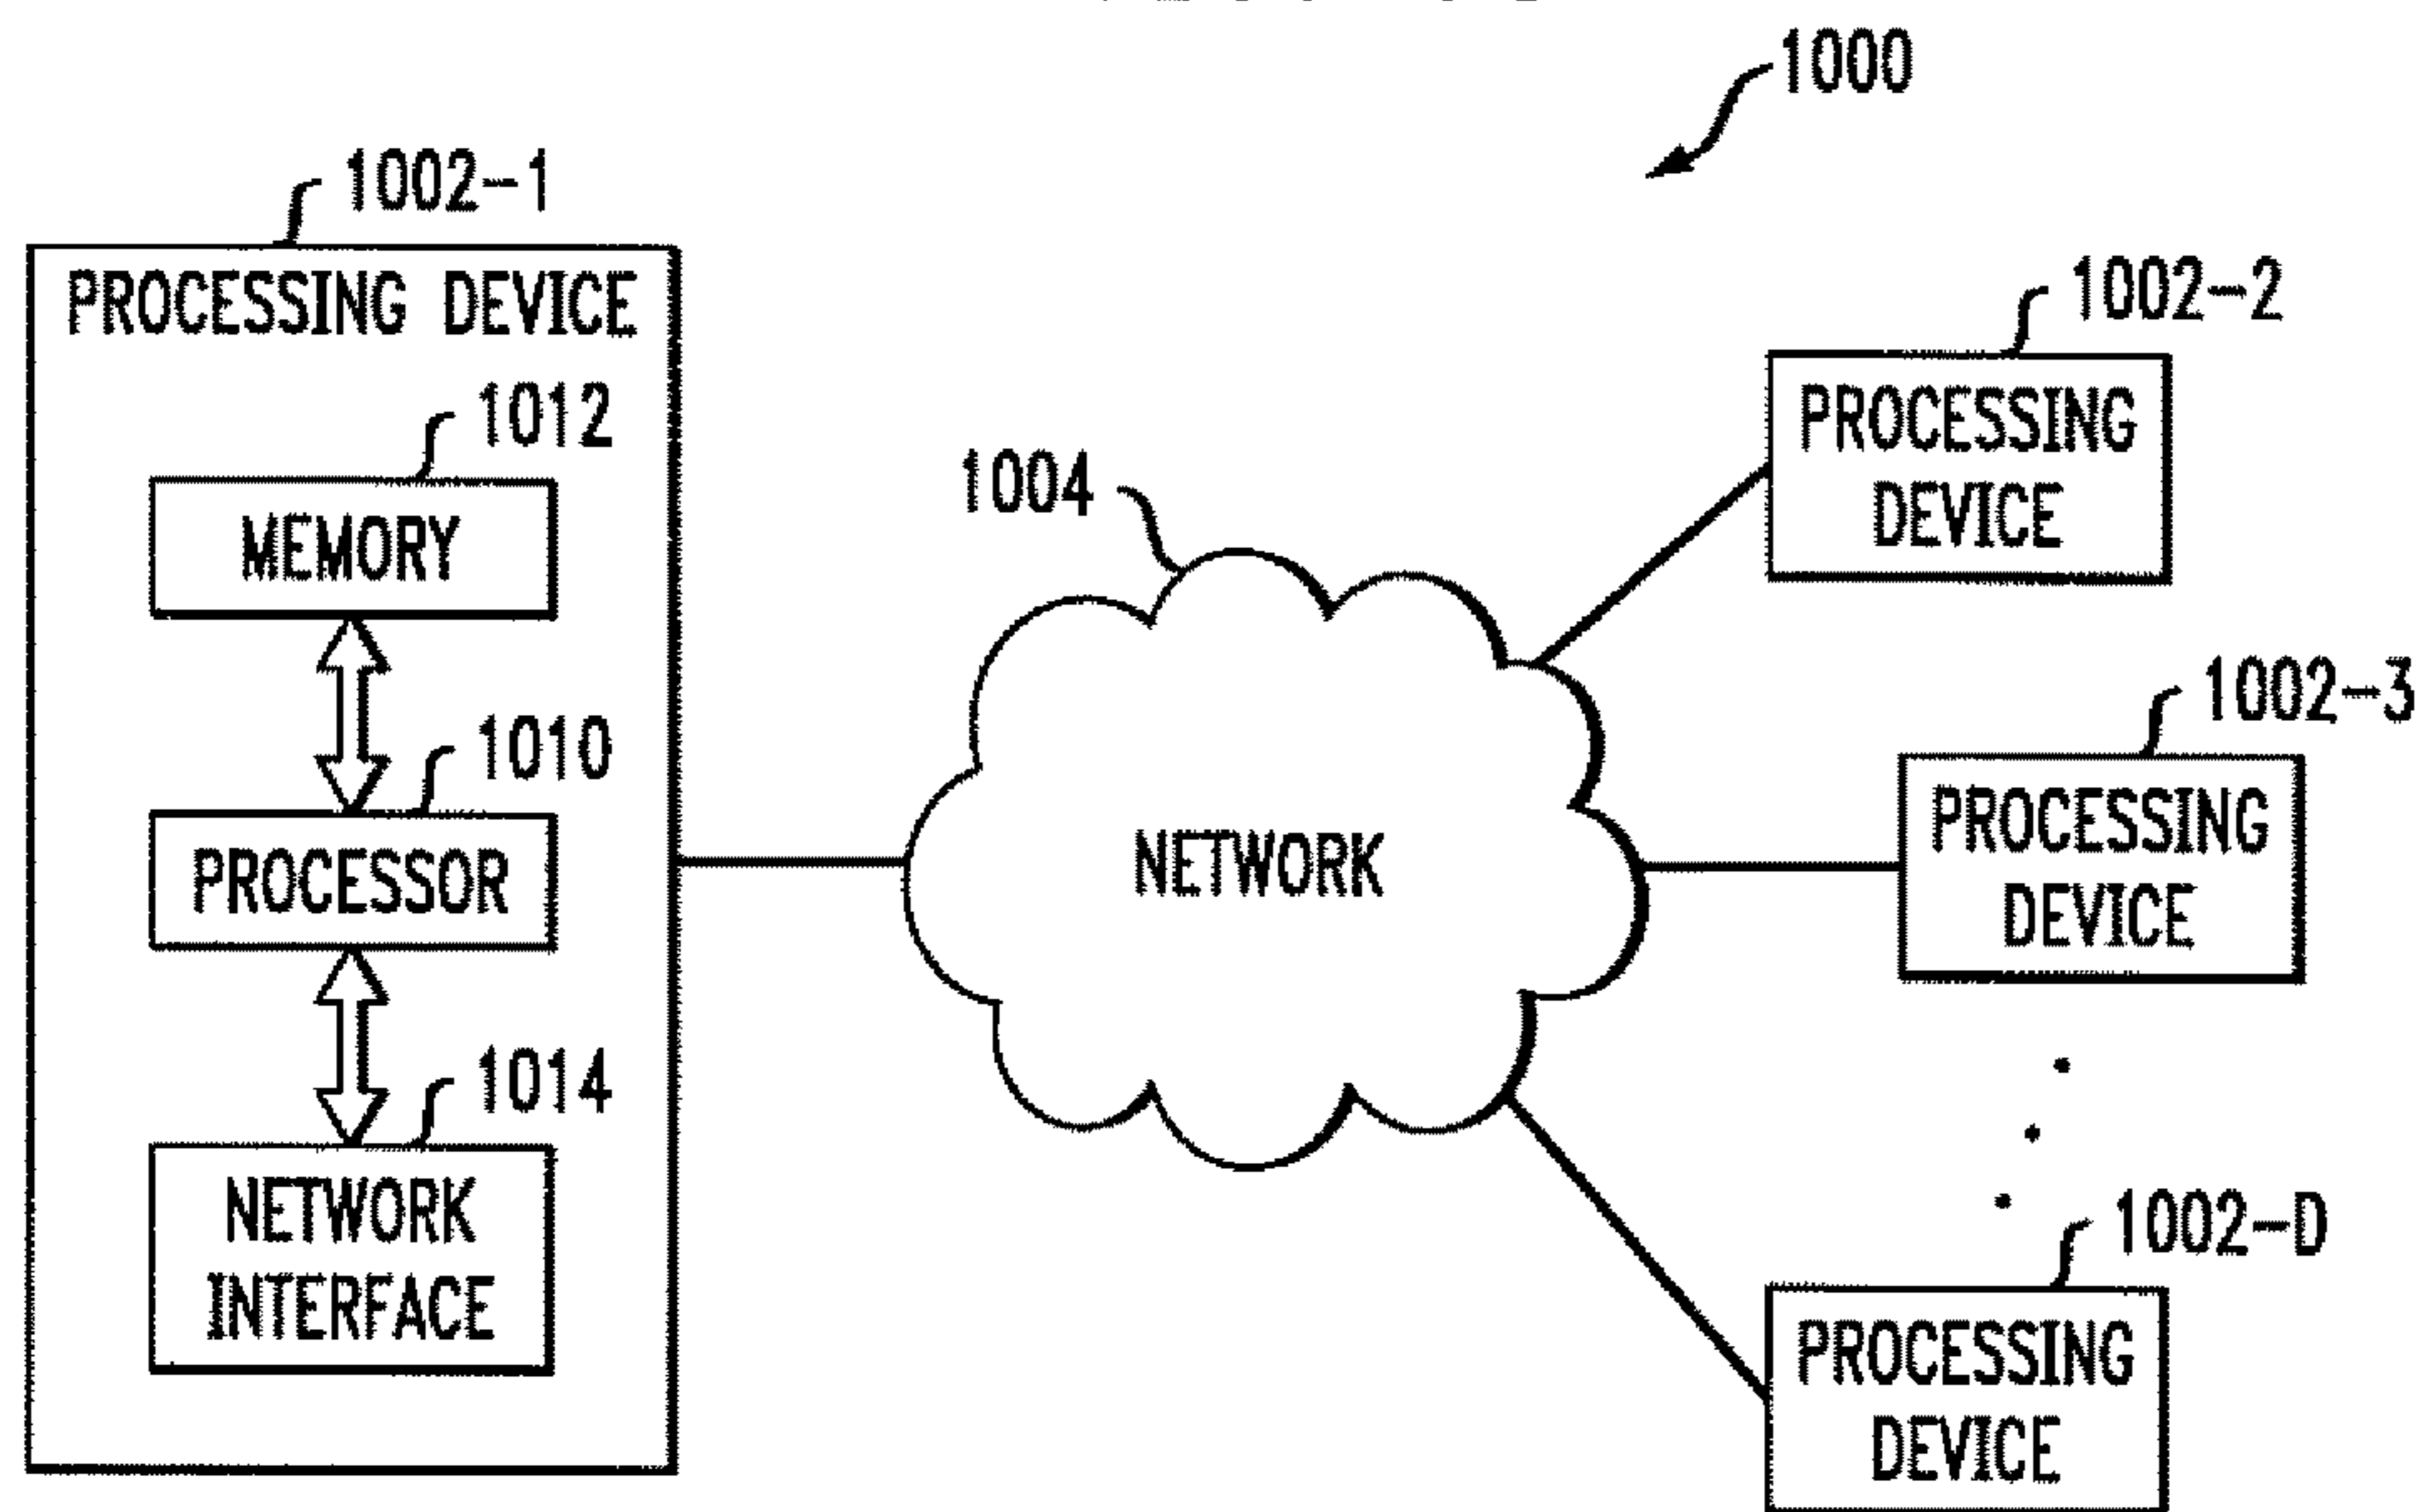 1000
1002-1
PROCESSING DEVICE
1012
MEMORY
1010
PROCESSOR
1014
NETWORK
INTERFACE
1004
NETWORK
1002-2
PROCESSING
DEVICE
1002-3
PROCESSING
DEVICE
1002-D
PROCESSING
DEVICE